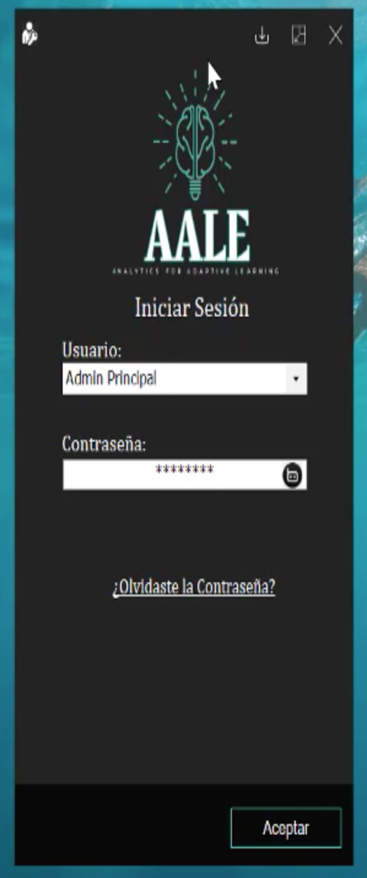 AALE
ANALYTICS FOR ADAPTIVE LEARNING
Iniciar Sesión
Usuario:
Admin Principal
Contraseña:
********
¿Olvidaste la Contraseña?
Aceptar